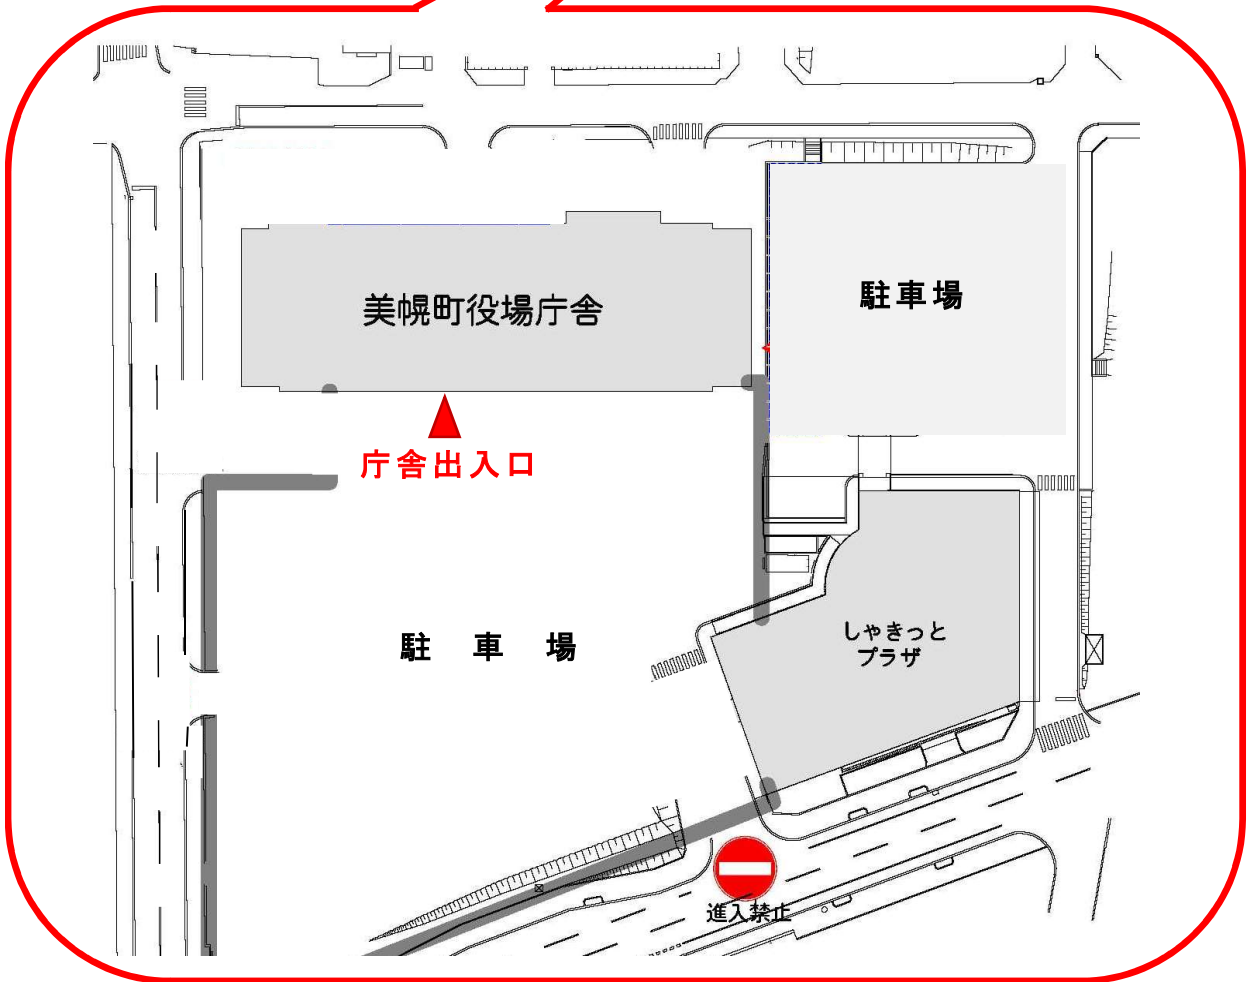 美幌町役場庁舎
駐車場
庁舎出入口
駐車場
しゃきっと
プラザ
進入禁止